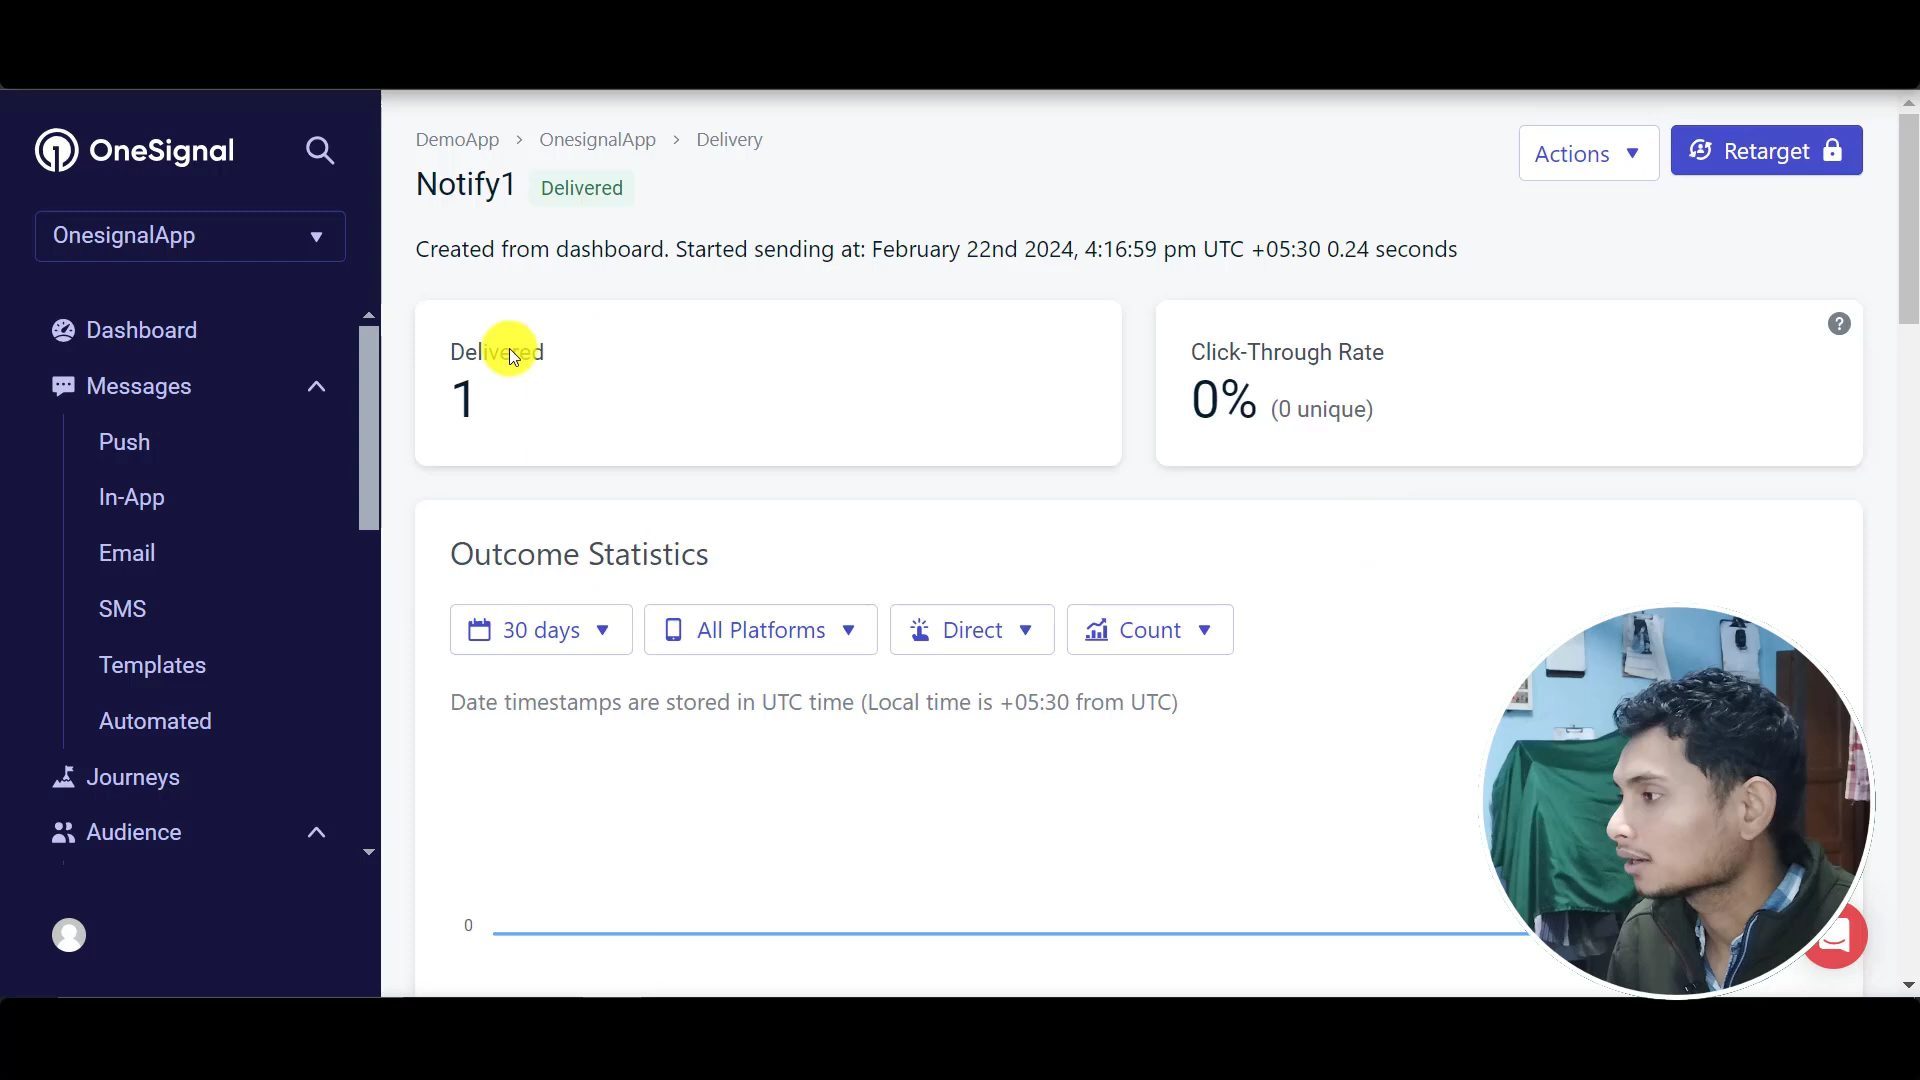 OneSignal
OnesignalApp
Dashboard
Messages
Push
In-App
Email
SMS
Templates
Automated
Journeys
Audience
DemoApp > OnesignalApp > Delivery
Notify1 Delivered
Actions
Retarget
Created from dashboard. Started sending at: February 22nd 2024, 4:16:59 pm UTC +05:30 0.24 seconds
Delivered
1
Click-Through Rate
?
0% (0 unique)
Outcome Statistics
30 days
All Platforms
Direct
Count
Date timestamps are stored in UTC time (Local time is +05:30 from UTC)
0